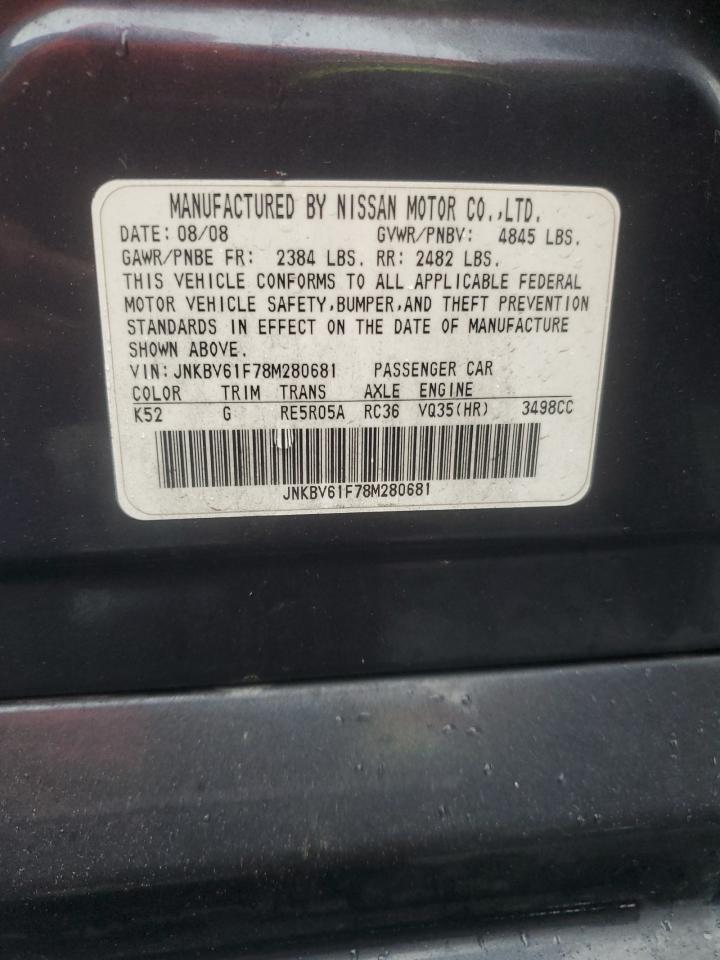 MANUFACTURED BY NISSAN MOTOR CO.,LTD.
DATE: 08/08 GVWR/PNBV: 4845 LBS.
GAWR/PNBE FR: 2384 LBS. RR: 2482 LBS.
THIS VEHICLE CONFORMS TO ALL APPLICABLE FEDERAL
MOTOR VEHICLE SAFETY,BUMPER,AND THEFT PREVENTION
STANDARDS IN EFFECT ON THE DATE OF MANUFACTURE
SHOWN ABOVE.
VIN: JNKBV61F78M280681 PASSENGER CAR
COLOR TRIM TRANS AXLE ENGINE
K52 G RE5R05A RC36 VQ35(HR) 3498CC
JNKBV61F78M280681